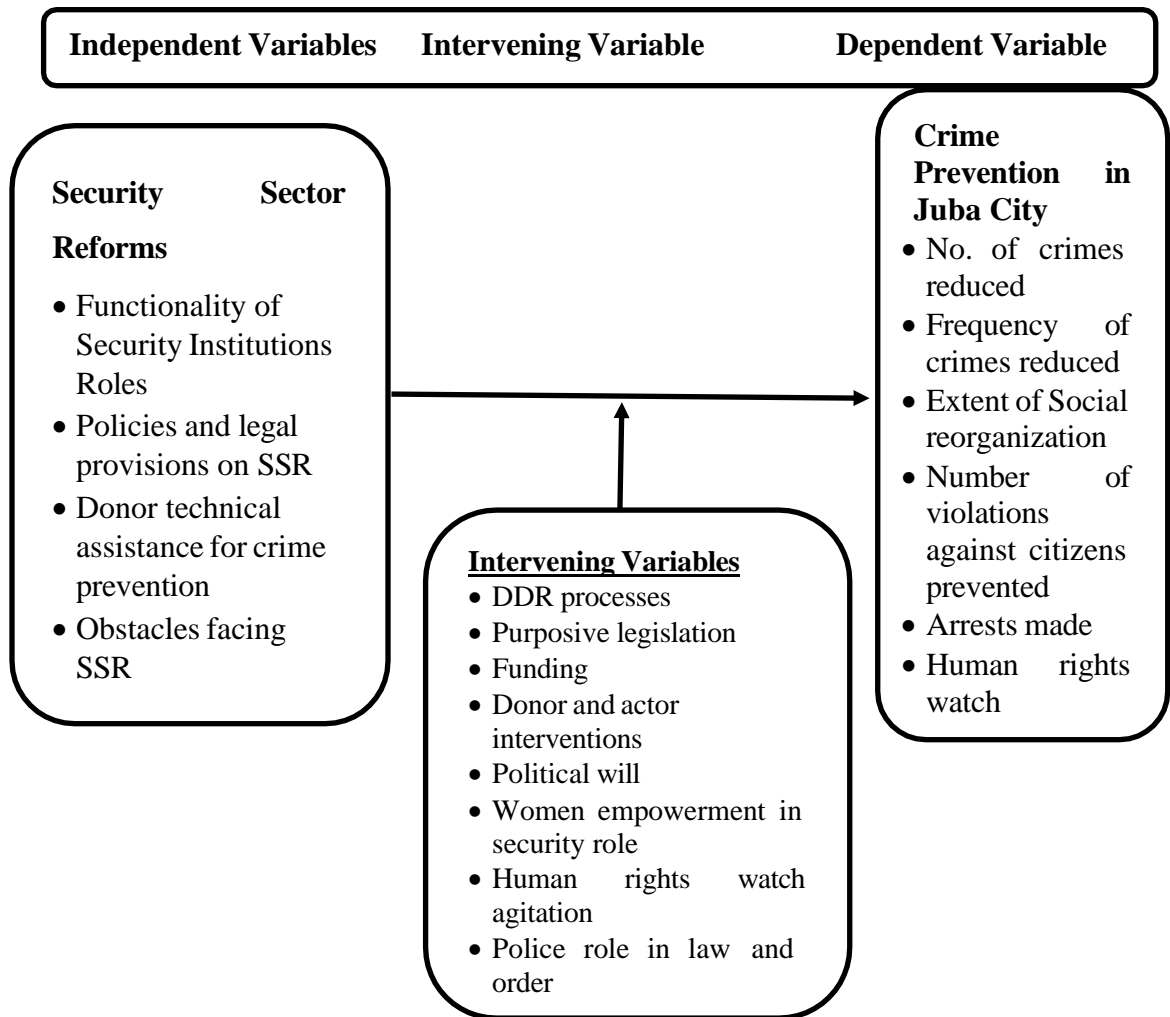 Independent Variables Intervening Variable Dependent Variable
Security Sector
Reforms
• Functionality of
Security Institutions
Roles
• Policies and legal
provisions on SSR
• Donor technical
assistance for crime
prevention
• Obstacles facing
SSR
Intervening Variables
• DDR processes
• Purposive legislation
• Funding
• Donor and actor
interventions
• Political will
• Women empowerment in
security role
• Human rights watch
agitation
• Police role in law and
order
Crime
Prevention in
Juba City
• No. of crimes
reduced
• Frequency of
crimes reduced
• Extent of Social
reorganization
• Number of
violations
against citizens
prevented
• Arrests made
• Human rights
watch